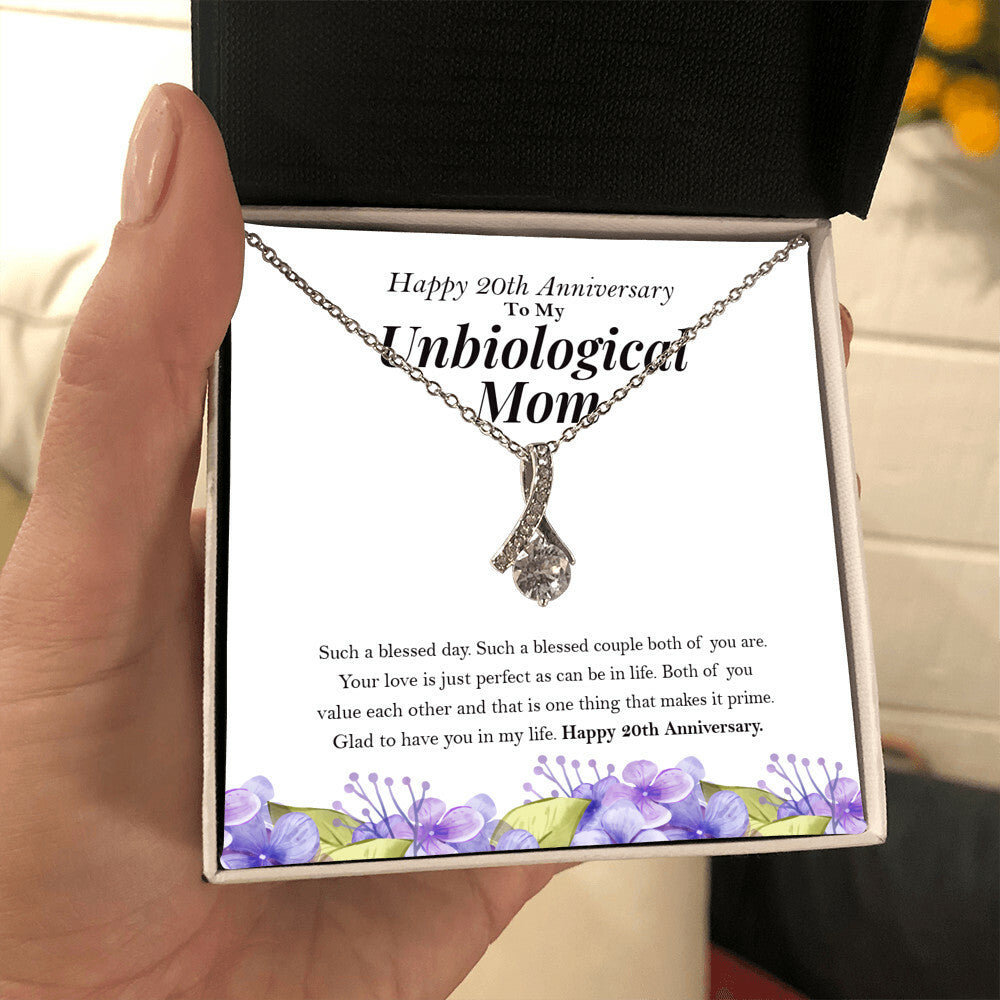 Happy 20th Anniversary
To My
Unbiological
Mom
Such a blessed day. Such a blessed couple both of you are.
Your love is just perfect as can be in life. Both of you
value each other and that is one thing that makes it prime.
Glad to have you in my life. Happy 20th Anniversary.